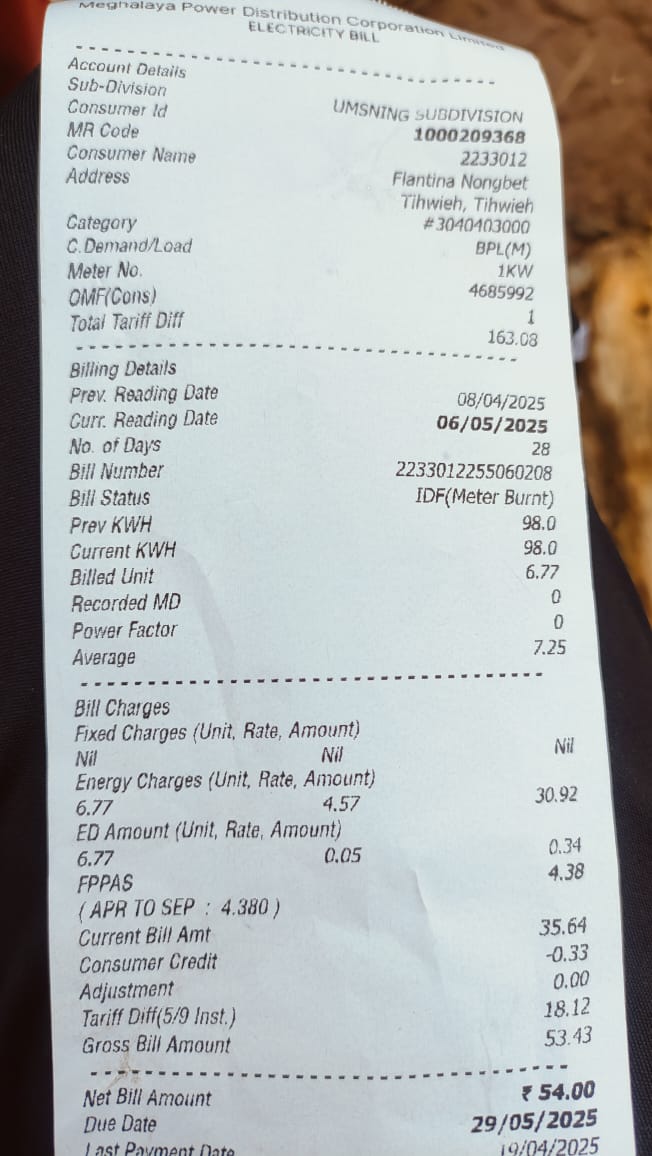 Meghalaya Power Distribution Corporation Limited
ELECTRICITY BILL
Account Details
Sub-Division UMSNING SUBDIVISION
Consumer Id 1000209368
MR Code 2233012
Consumer Name Flantina Nongbet
Address Tihwieh, Tihwieh
#3040403000
Category BPL(M)
C.Demand/Load 1KW
Meter No. 4685992
OMF(Cons) 1
Total Tariff Diff 163.08
Billing Details
Prev. Reading Date 08/04/2025
Curr. Reading Date 06/05/2025
No. of Days 28
Bill Number 2233012255060208
Bill Status IDF(Meter Burnt)
Prev KWH 98.0
Current KWH 98.0
Billed Unit 6.77
Recorded MD 0
Power Factor 0
Average 7.25
Bill Charges
Fixed Charges (Unit, Rate, Amount)
Nil Nil Nil
Energy Charges (Unit, Rate, Amount)
6.77 4.57 30.92
ED Amount (Unit, Rate, Amount)
6.77 0.05 0.34
FPPAS 4.38
( APR TO SEP : 4.380 )
Current Bill Amt 35.64
Consumer Credit -0.33
Adjustment 0.00
Tariff Diff(5/9 Inst.) 18.12
Gross Bill Amount 53.43
Net Bill Amount ₹ 54.00
Due Date 29/05/2025
Last Payment Date 19/04/2025